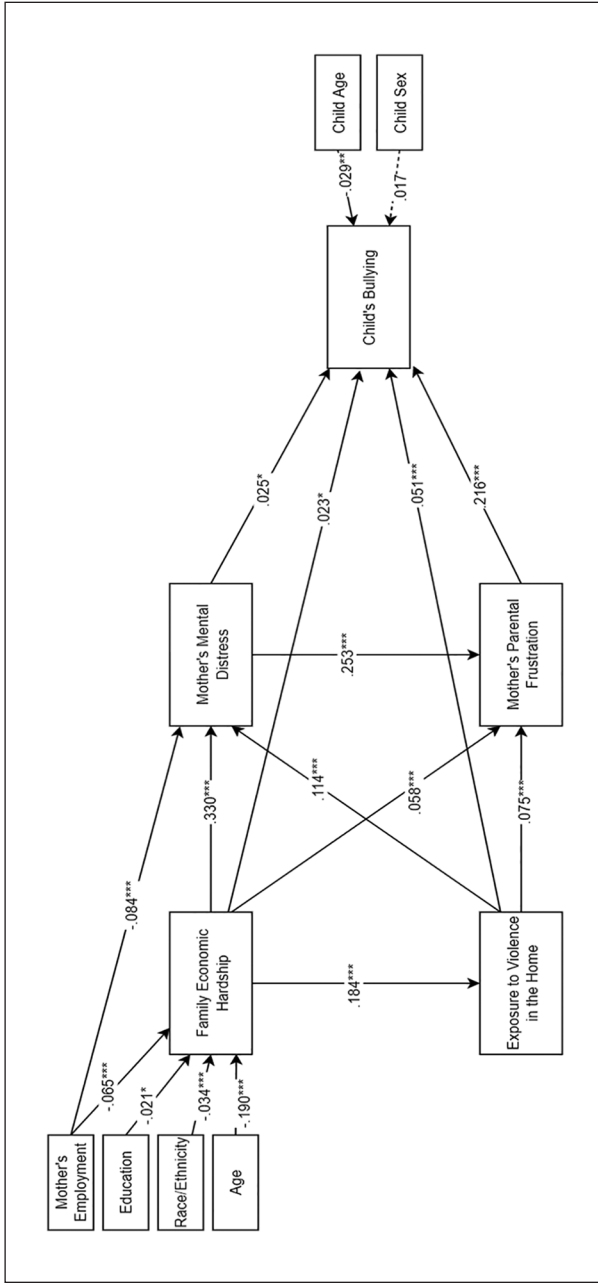 Mother's
Employment
Education
Race/Ethnicity
Age
-.084***
-.065***
-.021*
-.034***
-.190***
Family Economic
Hardship
.330***
Mother's Mental
Distress
.184***
.114***
.253***
.058***
Exposure to Violence
in the Home
.075***
Mother's Parental
Frustration
.025*
.023*
.051***
.216***
Child's Bullying
-.029**
.017
Child Age
Child Sex